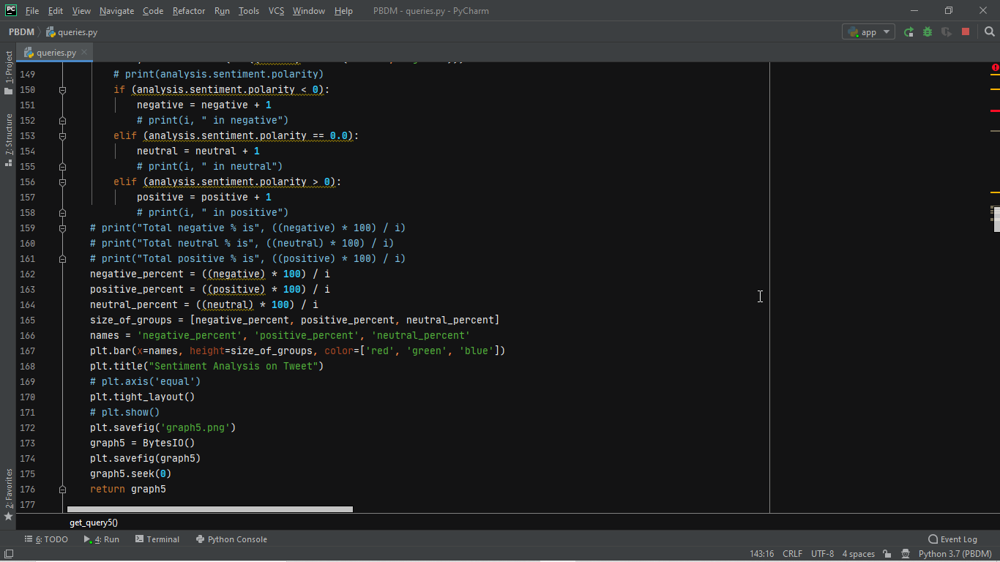 PC File Edit View Navigate Code Refactor Run Tools VCS Window Help PBDM - queries.py - PyCharm
PBDM queries.py app
queries.py
1: Project
7: Structure
2: Favorites
149 # print(analysis.sentiment.polarity)
150 if (analysis.sentiment.polarity < 0):
151 negative = negative + 1
152 # print(i, " in negative")
153 elif (analysis.sentiment.polarity == 0.0):
154 neutral = neutral + 1
155 # print(i, " in neutral")
156 elif (analysis.sentiment.polarity > 0):
157 positive = positive + 1
158 # print(i, " in positive")
159 # print("Total negative % is", ((negative) * 100) / i)
160 # print("Total neutral % is", ((neutral) * 100) / i)
161 # print("Total positive % is", ((positive) * 100) / i)
162 negative_percent = ((negative) * 100) / i
163 positive_percent = ((positive) * 100) / i
164 neutral_percent = ((neutral) * 100) / i
165 size_of_groups = [negative_percent, positive_percent, neutral_percent]
166 names = 'negative_percent', 'positive_percent', 'neutral_percent'
167 plt.bar(x=names, height=size_of_groups, color=['red', 'green', 'blue'])
168 plt.title("Sentiment Analysis on Tweet")
169 # plt.axis('equal')
170 plt.tight_layout()
171 # plt.show()
172 plt.savefig('graph5.png')
173 graph5 = BytesIO()
174 plt.savefig(graph5)
175 graph5.seek(0)
176 return graph5
177
get_query5()
6: TODO 4: Run Terminal Python Console Event Log
143:16 CRLF UTF-8 4 spaces Python 3.7 (PBDM)